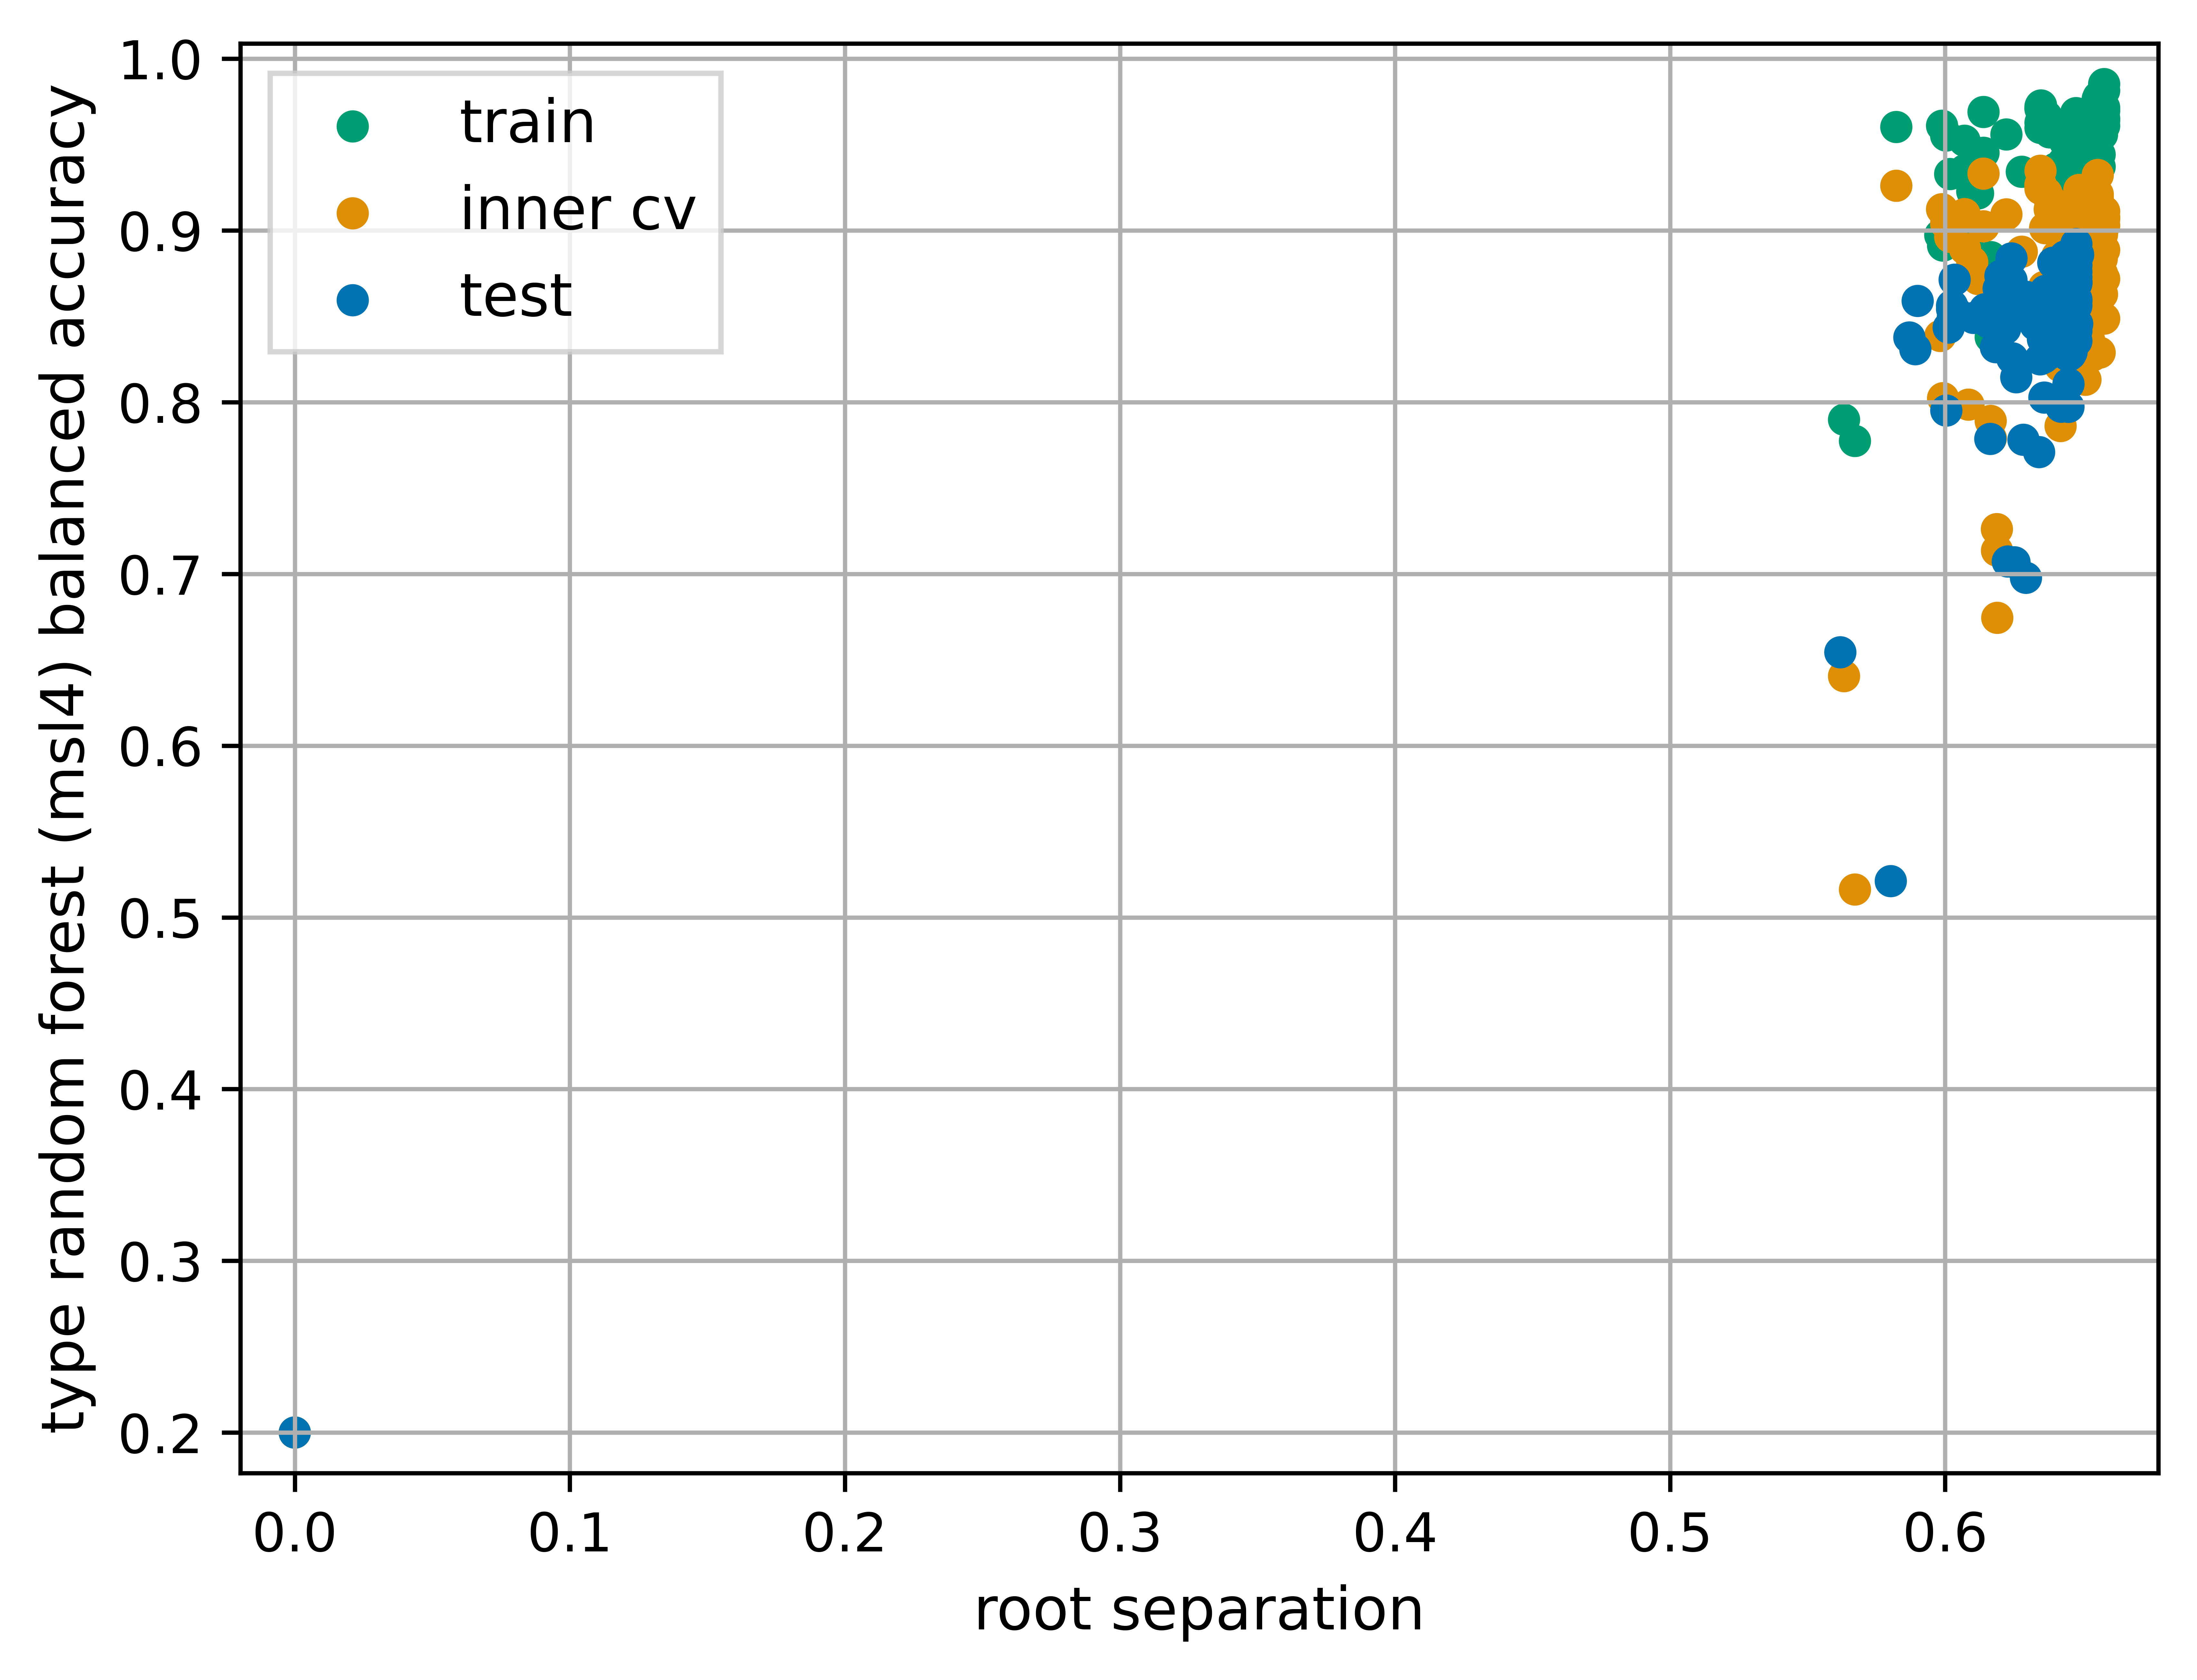 train
inner cv
test
type random forest (msl4) balanced accuracy
1.0
0.9
0.8
0.7
0.6
0.5
0.4
0.3
0.2
0.0 0.1 0.2 0.3 0.4 0.5 0.6
root separation